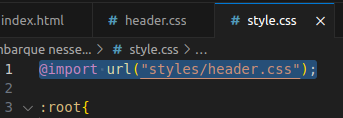 index.html
header.css
style.css ×
mbarque nesse... > style.css > ...
1 @import url("styles/header.css");
2
3 :root{